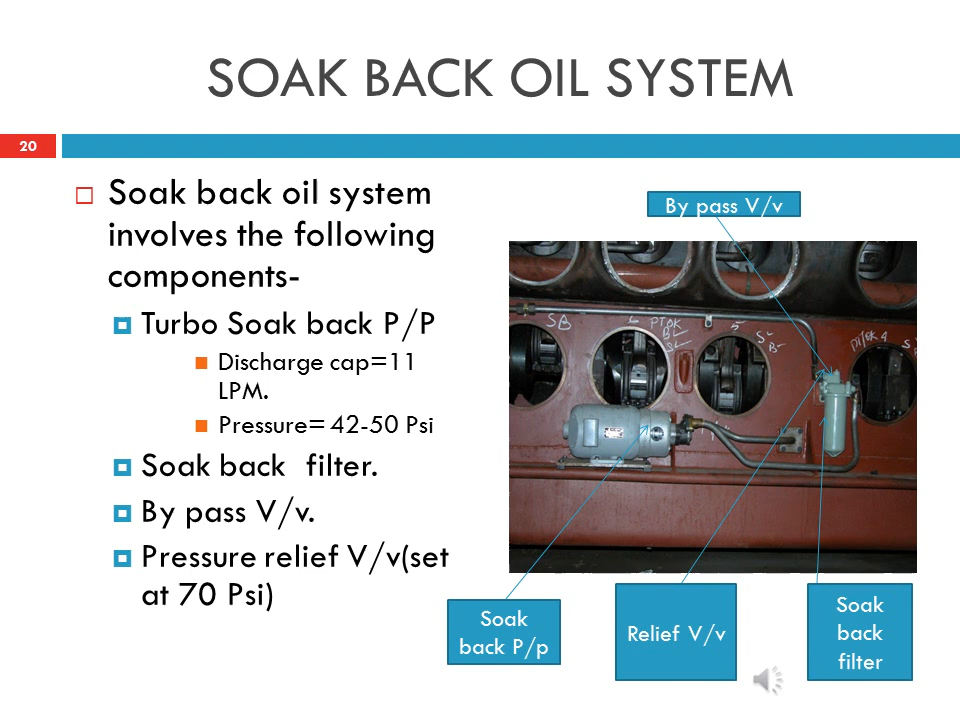 SOAK BACK OIL SYSTEM
20
Soak back oil system
involves the following
components-
Turbo Soak back P/P
Discharge cap=11
LPM.
Pressure= 42-50 Psi
Soak back filter.
By pass V/v.
Pressure relief V/v(set
at 70 Psi)
By pass V/v
SB
PTOK
5
S
B
Soak
back P/p
Relief V/v
Soak
back
filter